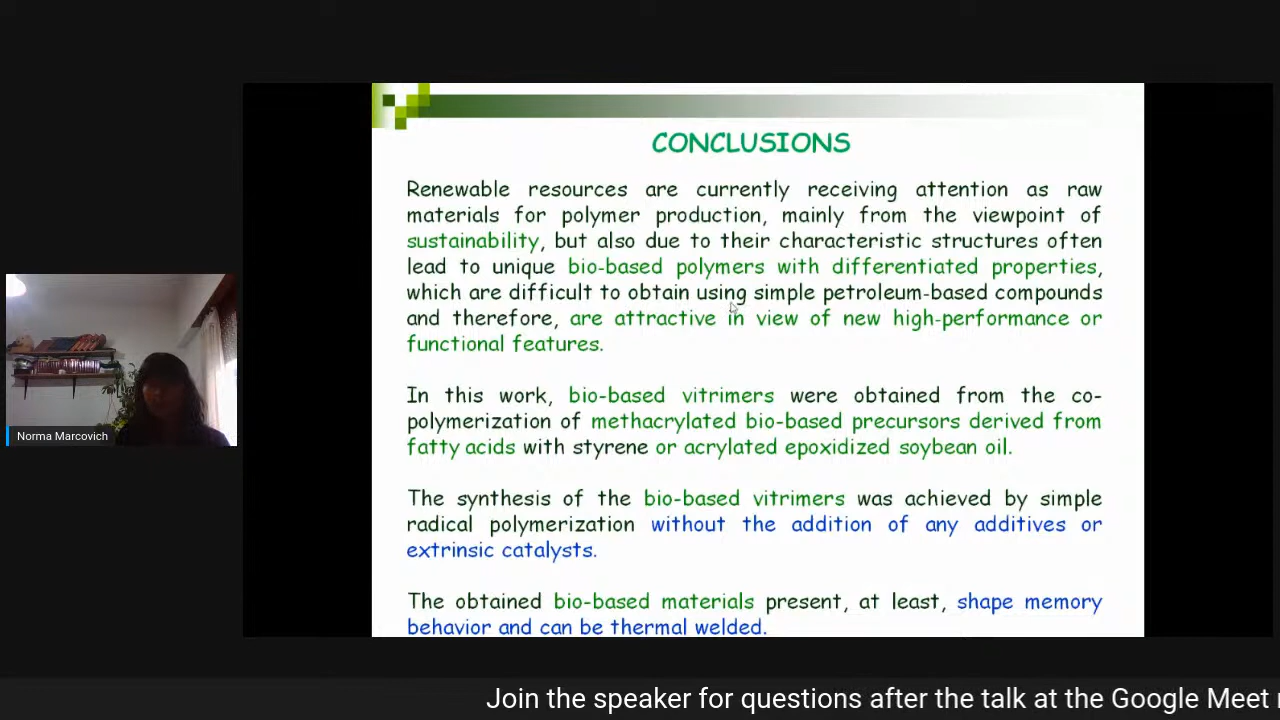 CONCLUSIONS
Renewable resources are currently receiving attention as raw
materials for polymer production, mainly from the viewpoint of
sustainability, but also due to their characteristic structures often
lead to unique bio-based polymers with differentiated properties,
which are difficult to obtain using simple petroleum-based compounds
and therefore, are attractive in view of new high-performance or
functional features.
In this work, bio-based vitrimers were obtained from the co-
polymerization of methacrylated bio-based precursors derived from
fatty acids with styrene or acrylated epoxidized soybean oil.
The synthesis of the bio-based vitrimers was achieved by simple
radical polymerization without the addition of any additives or
extrinsic catalysts.
The obtained bio-based materials present, at least, shape memory
behavior and can be thermal welded.
Norma Marcovich
Join the speaker for questions after the talk at the Google Meet